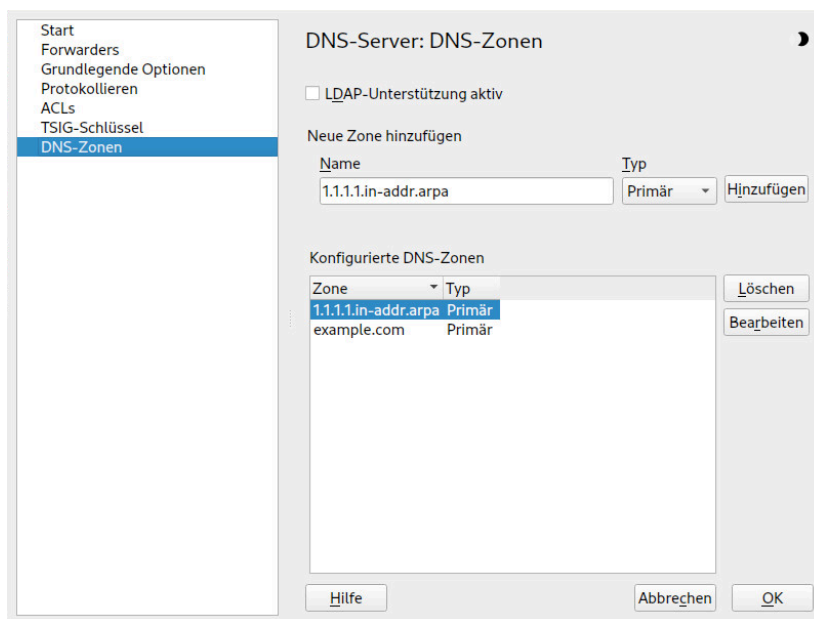 Start
Forwarders
Grundlegende Optionen
Protokollieren
ACLs
TSIG-Schlüssel
DNS-Zonen
DNS-Server: DNS-Zonen
LDAP-Unterstützung aktiv
Neue Zone hinzufügen
Name Typ
1.1.1.1.in-addr.arpa Primär Hinzufügen
Konfigurierte DNS-Zonen
Zone Typ
1.1.1.1.in-addr.arpa Primär
example.com Primär
Löschen
Bearbeiten
Hilfe Abbrechen OK